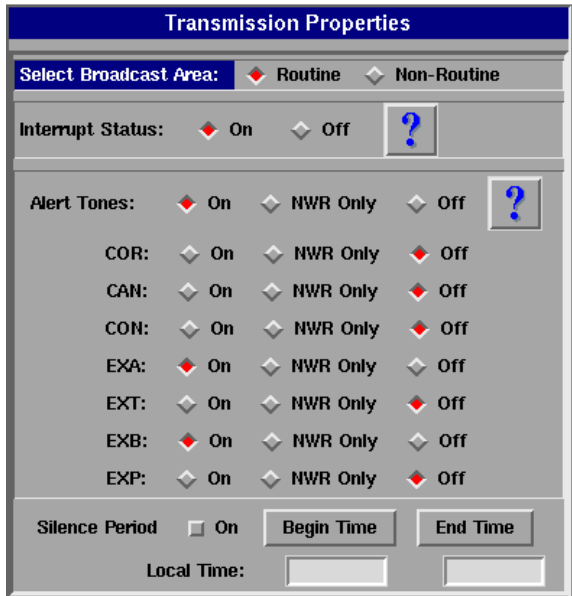 Transmission Properties
Select Broadcast Area: Routine Non-Routine
Interrupt Status: On Off ?
Alert Tones: On NWR Only Off ?
COR: On NWR Only Off
CAN: On NWR Only Off
CON: On NWR Only Off
EXA: On NWR Only Off
EXT: On NWR Only Off
EXB: On NWR Only Off
EXP: On NWR Only Off
Silence Period On Begin Time End Time
Local Time: